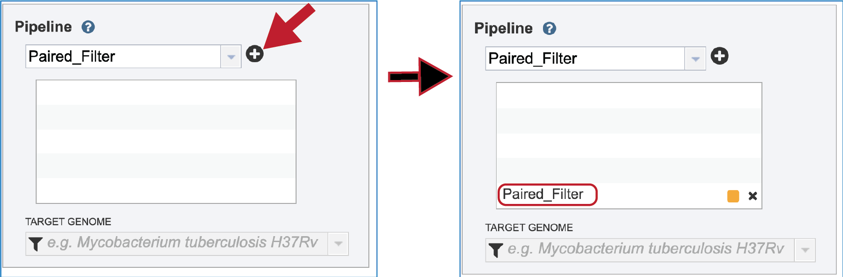 Pipeline ?
Paired_Filter
TARGET GENOME
e.g. Mycobacterium tuberculosis H37Rv
Pipeline ?
Paired_Filter
Paired_Filter
TARGET GENOME
e.g. Mycobacterium tuberculosis H37Rv